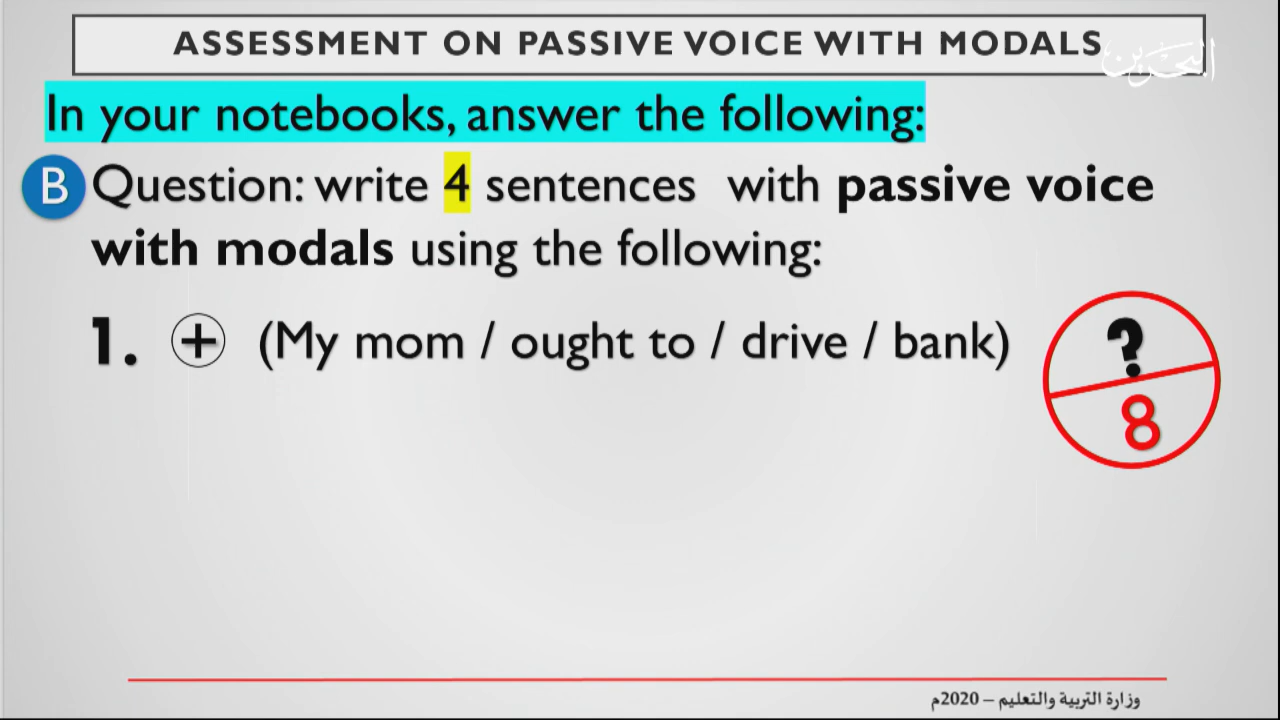 ASSESSMENT ON PASSIVE VOICE WITH MODALS
البحرين
In your notebooks, answer the following:
B Question: write 4 sentences with passive voice
with modals using the following:
1. + (My mom / ought to / drive / bank)
?
8
وزارة التربية والتعليم – 2020م